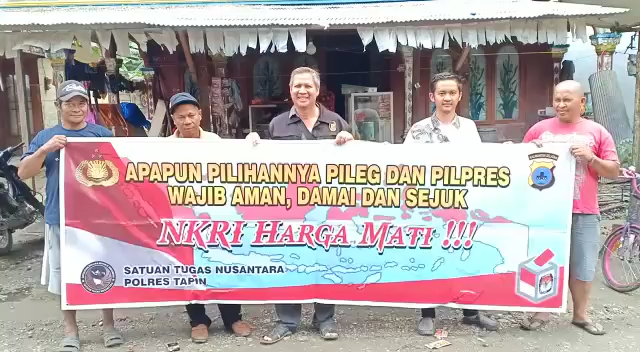 APAPUN PILIHANNYA PILEG DAN PILPRES
WAJIB AMAN, DAMAI DAN SEJUK
NKRI HARGA MATI !!!
SATUAN TUGAS NUSANTARA
POLRES TAPIN